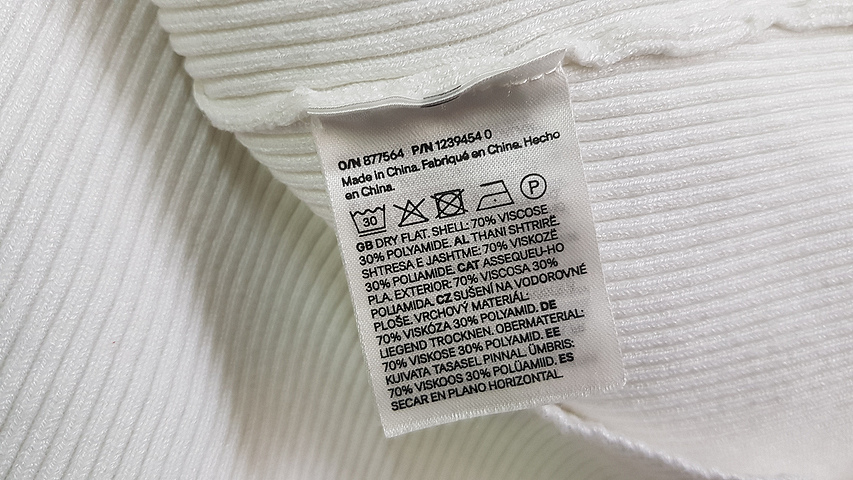 O/N 877564 P/N 1239454 0
Made in China. Fabriqué en China. Hecho
en China.
30 P
GB DRY FLAT. SHELL: 70% VISCOSE
30% POLYAMIDE. AL THANI SHTRIRË.
SHTRESA E JASHTME: 70% VISKOZË
30% POLIAMIDE. CAT ASSEQUEU-HO
PLA. EXTERIOR: 70% VISCOSA 30%
POLIAMIDA. CZ SUŠENÍ NA VODOROVNÉ
PLOŠE. VRCHOVÝ MATERIÁL:
70% VISKÓZA 30% POLYAMID. DE
LIEGEND TROCKNEN. OBERMATERIAL:
70% VISKOSE 30% POLYAMID. EE
KUIVATA TASASEL PINNAL. ÜMBRIS:
70% VISKOOS 30% POLÜAMIID. ES
SECAR EN PLANO HORIZONTAL.